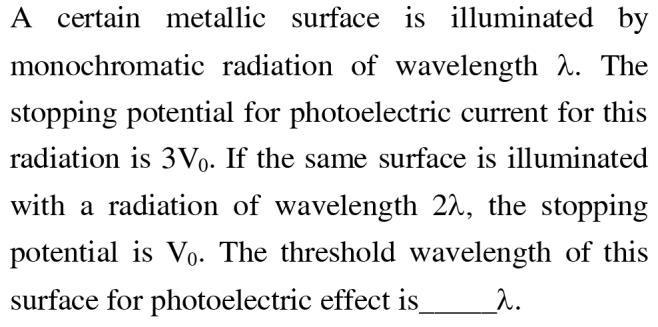 A certain metallic surface is illuminated by
monochromatic radiation of wavelength λ. The
stopping potential for photoelectric current for this
radiation is 3V₀. If the same surface is illuminated
with a radiation of wavelength 2λ, the stopping
potential is V₀. The threshold wavelength of this
surface for photoelectric effect is_____λ.